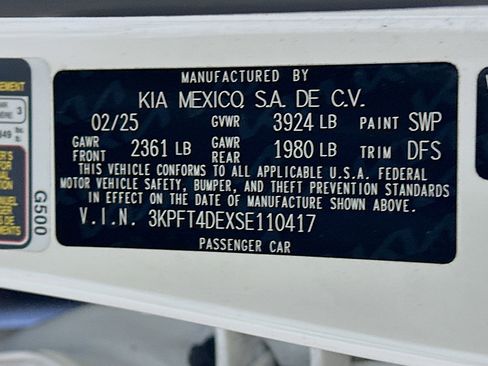 MANUFACTURED BY
KIA MEXICO, S.A. DE C.V.
02/25 GVWR 3924 LB PAINT SWP
GAWR FRONT 2361 LB GAWR REAR 1980 LB TRIM DFS
THIS VEHICLE CONFORMS TO ALL APPLICABLE U.S.A. FEDERAL
MOTOR VEHICLE SAFETY, BUMPER, AND THEFT PREVENTION STANDARDS
IN EFFECT ON THE DATE OF MANUFACTURE SHOWN ABOVE.
V.I.N. 3KPFT4DEXSE110417
PASSENGER CAR
G500
3